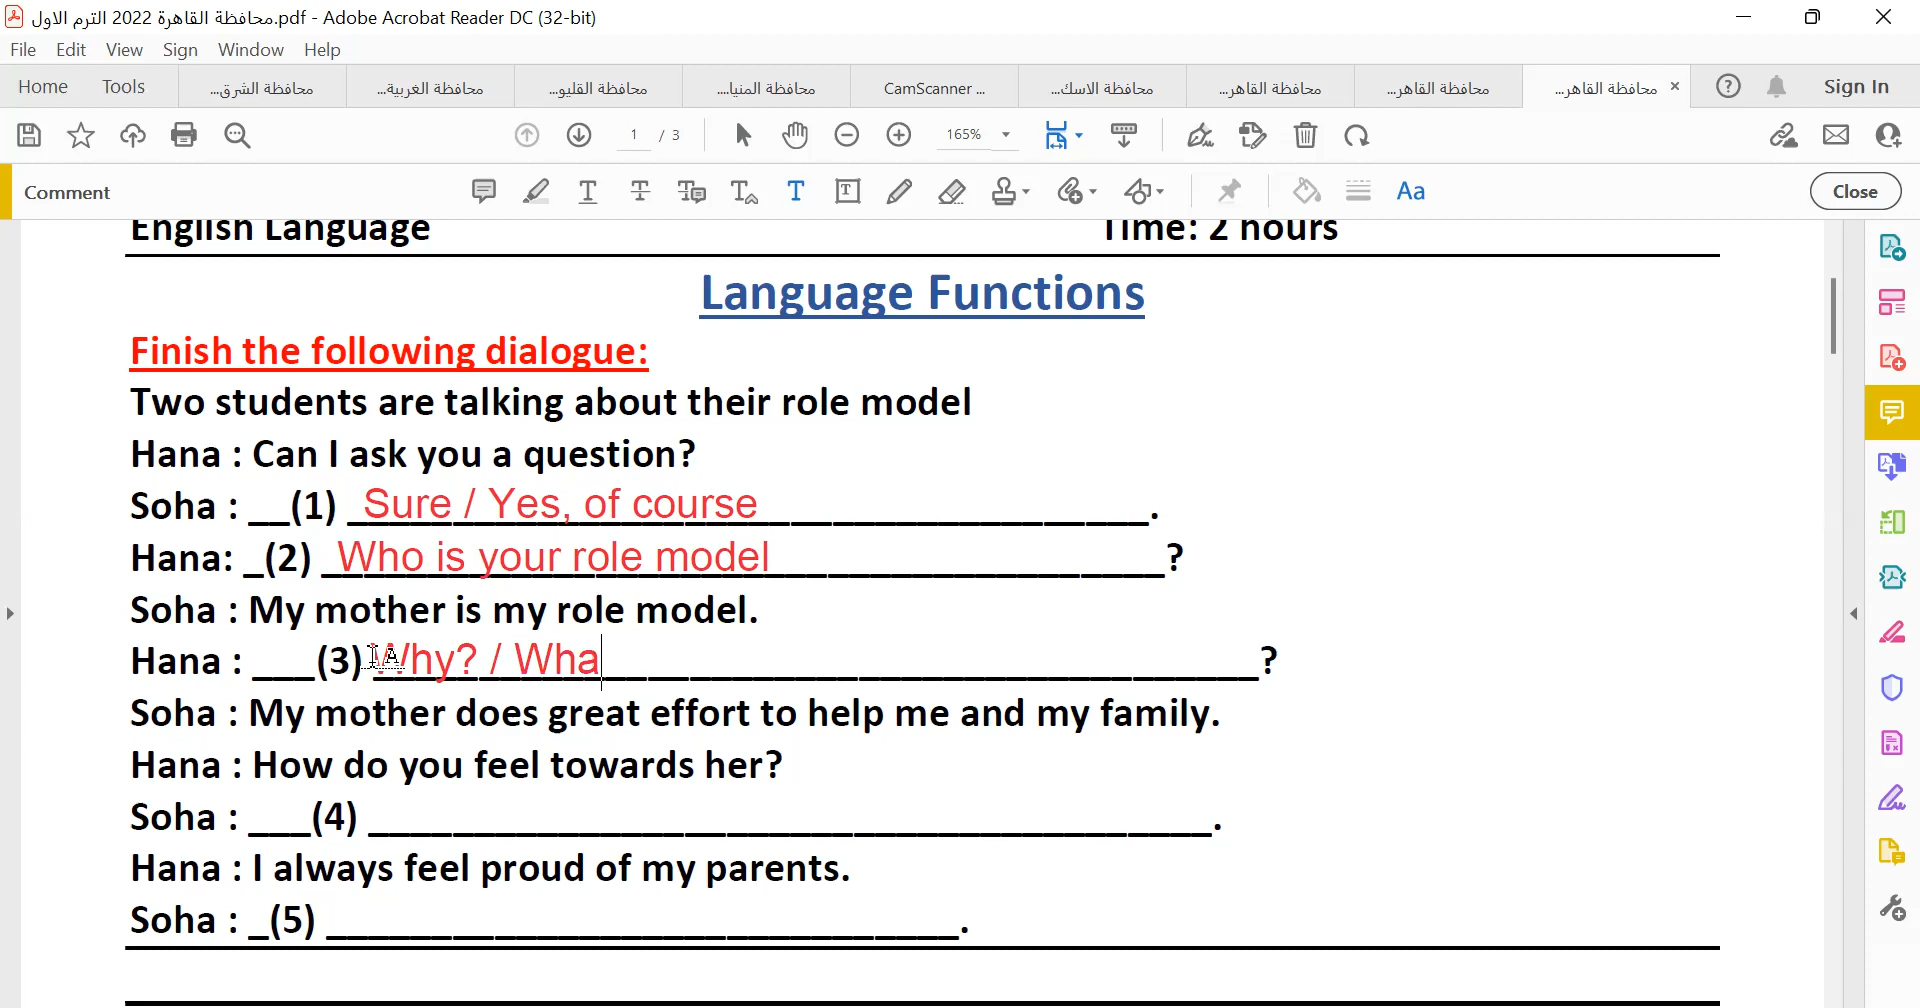 محافظة القاهرة 2022 الترم الاول.pdf - Adobe Acrobat Reader DC (32-bit)
File Edit View Sign Window Help
Home Tools محافظة الشرق... محافظة الغربية... محافظة القليو... محافظة المنيا.... CamScanner ... محافظة الاسك... محافظة القاهر... محافظة القاهر... محافظة القاهر... Sign In
1 / 3 165%
Comment Close
English Language Time: 2 hours
Language Functions
Finish the following dialogue:
Two students are talking about their role model
Hana : Can I ask you a question?
Soha : __(1) Sure / Yes, of course ______.
Hana: _(2) Who is your role model ______?
Soha : My mother is my role model.
Hana : ___(3) Why? / Wha ______?
Soha : My mother does great effort to help me and my family.
Hana : How do you feel towards her?
Soha : ___(4) ________________________________________.
Hana : I always feel proud of my parents.
Soha : _(5) ______________________________.